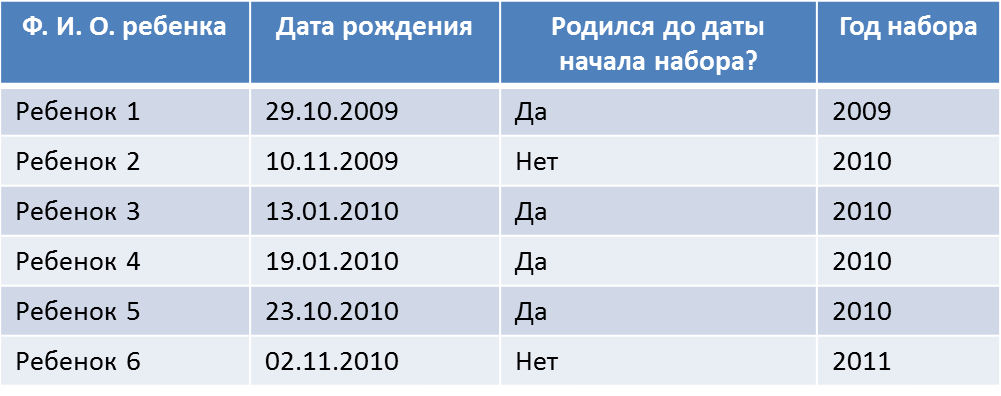 Ф. И. О. ребенка Дата рождения Родился до даты Год набора
начала набора?
Ребенок 1 29.10.2009 Да 2009
Ребенок 2 10.11.2009 Нет 2010
Ребенок 3 13.01.2010 Да 2010
Ребенок 4 19.01.2010 Да 2010
Ребенок 5 23.10.2010 Да 2010
Ребенок 6 02.11.2010 Нет 2011